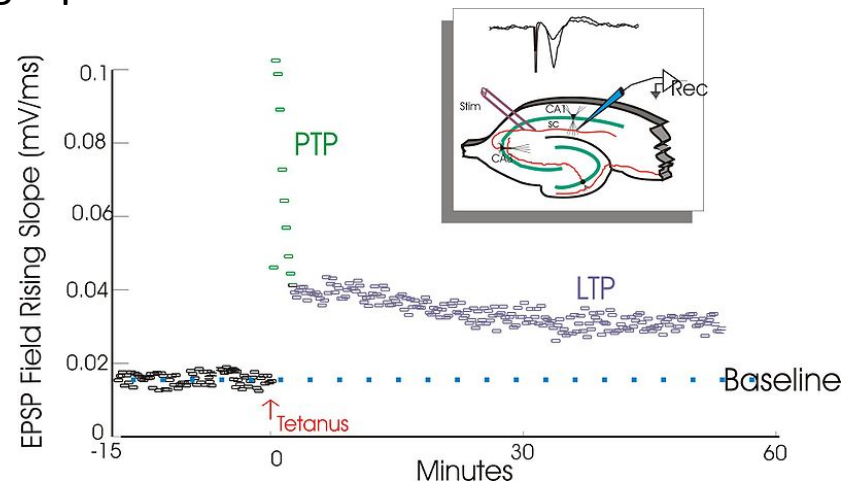 EPSP Field Rising Slope (mV/ms)
0.1
0.08
0.06
0.04
0.02
0
PTP
LTP
Baseline
Tetanus
-15
0
30
60
Minutes
Stim
Rec
CA1
SC